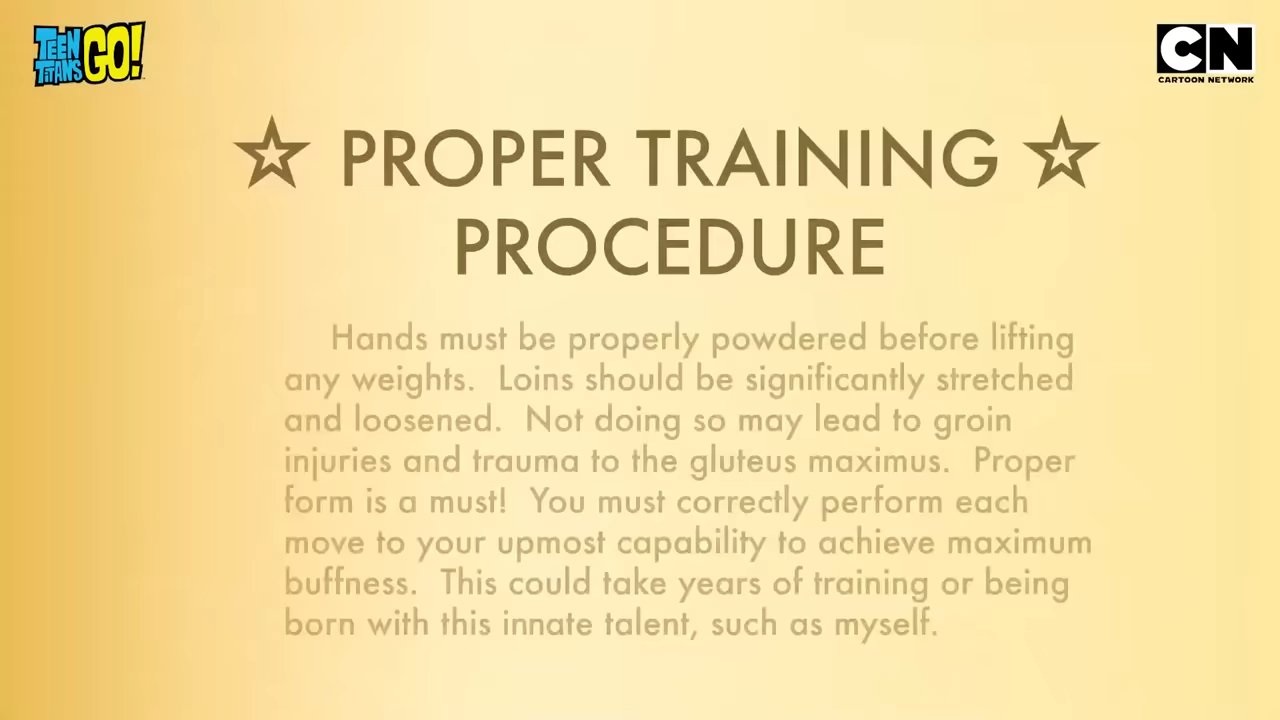 TEEN TITANS GO!
CN
CARTOON NETWORK
☆ PROPER TRAINING ☆
PROCEDURE
Hands must be properly powdered before lifting
any weights.  Loins should be significantly stretched
and loosened.  Not doing so may lead to groin
injuries and trauma to the gluteus maximus.  Proper
form is a must!  You must correctly perform each
move to your upmost capability to achieve maximum
buffness.  This could take years of training or being
born with this innate talent, such as myself.